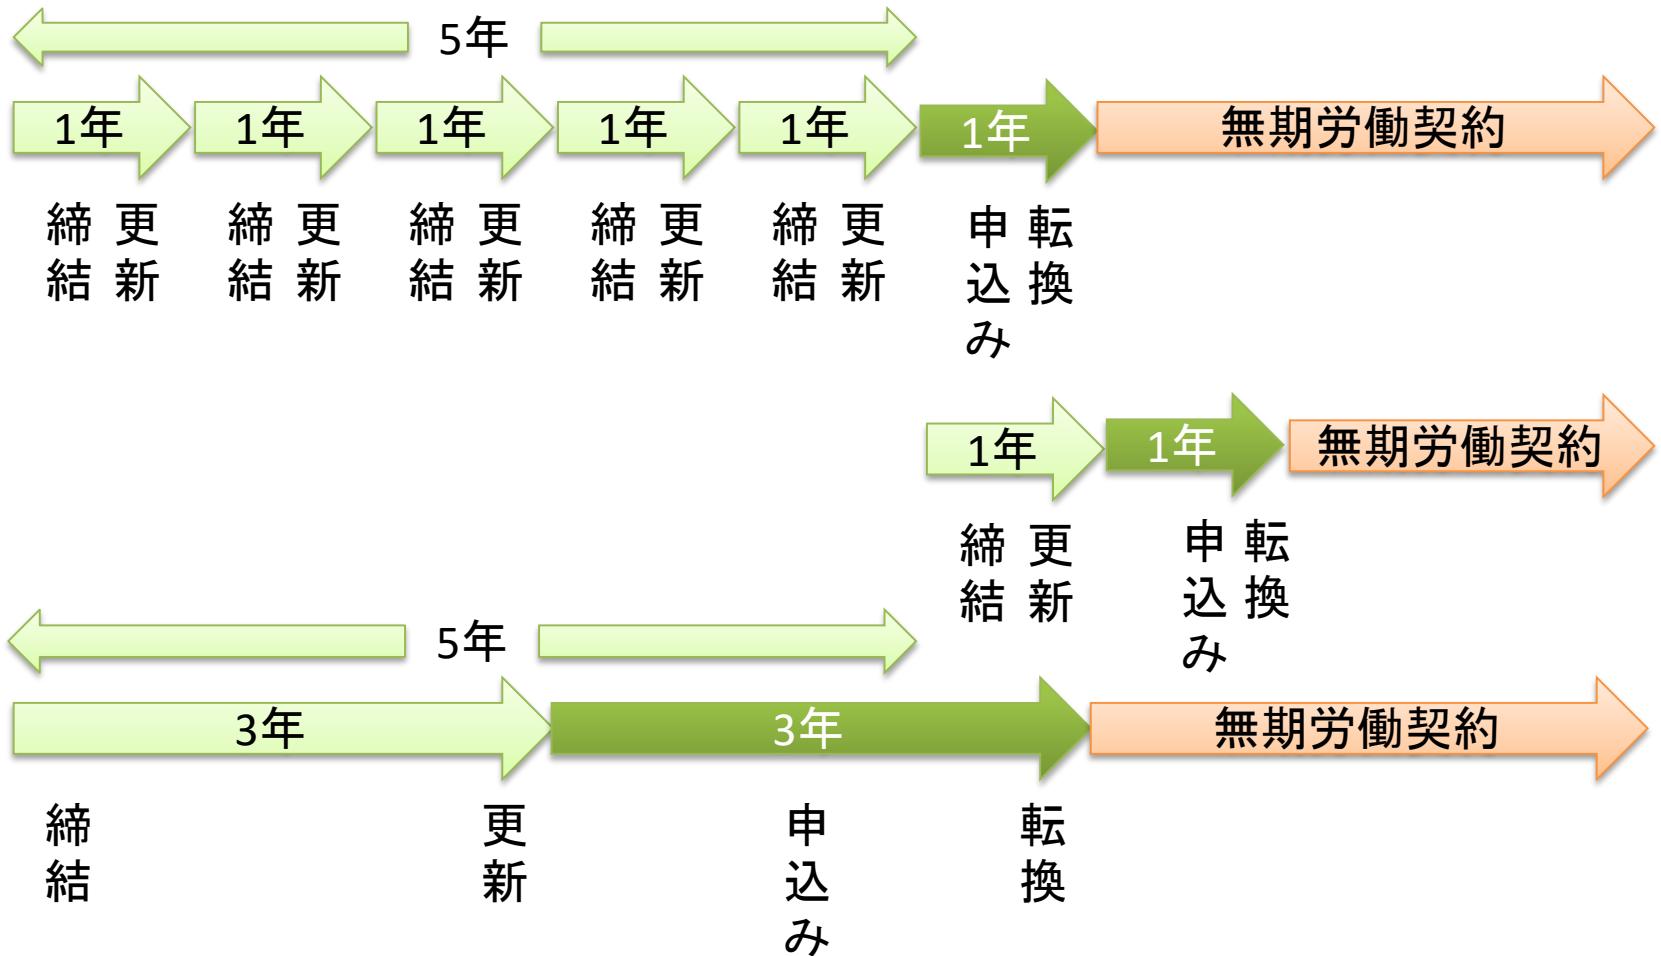 5年
1年 1年 1年 1年 1年 1年 無期労働契約
締結 更新 締結 更新 締結 更新 締結 更新 締結 更新 申込み 転換
1年 1年 無期労働契約
締結 更新 申込み 転換
5年
3年 3年 無期労働契約
締結 更新 申込み 転換